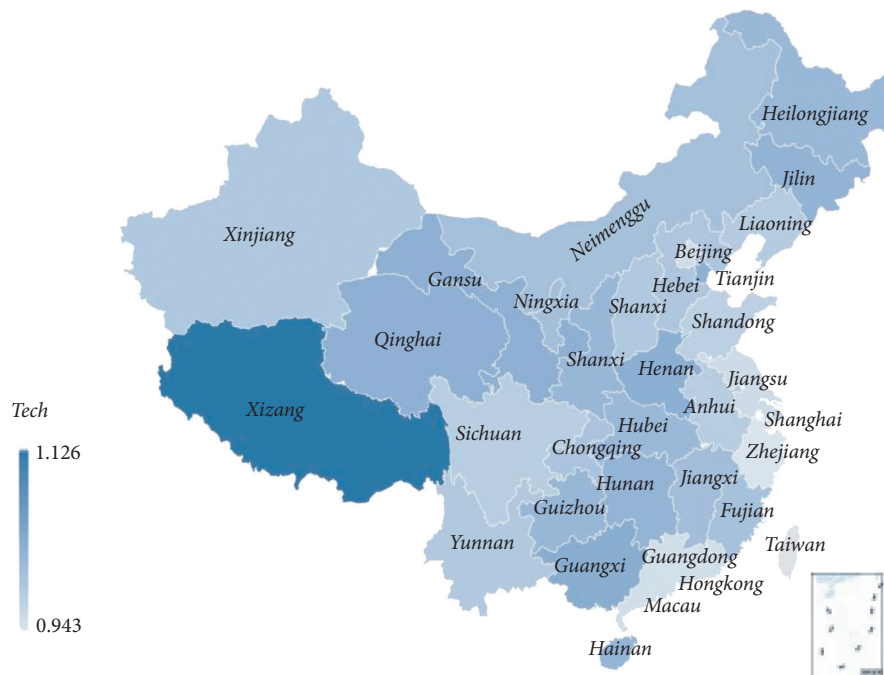 Heilongjiang
Jilin
Liaoning
Neimenggu
Xinjiang
Beijing
Tianjin
Gansu
Hebei
Ningxia
Shanxi
Shandong
Qinghai
Shanxi
Henan
Jiangsu
Xizang
Anhui
Tech
Shanghai
Hubei
Sichuan
Chongqing
Zhejiang
1.126
Hunan
Jiangxi
Guizhou
Fujian
Yunnan
Guangdong
Taiwan
Guangxi
Hongkong
Macau
0.943
Hainan